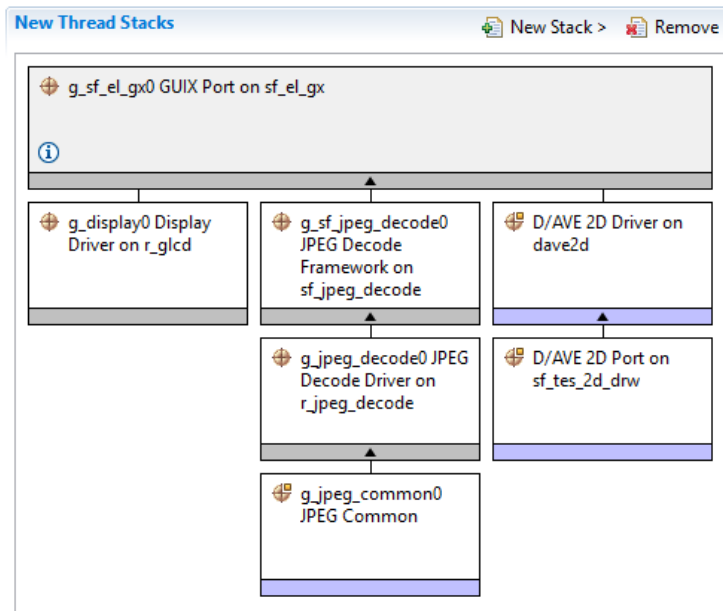 New Thread Stacks
New Stack >
Remove
g_sf_el_gx0 GUIX Port on sf_el_gx
g_display0 Display
Driver on r_glcd
g_sf_jpeg_decode0
JPEG Decode
Framework on
sf_jpeg_decode
D/AVE 2D Driver on
dave2d
g_jpeg_decode0 JPEG
Decode Driver on
r_jpeg_decode
D/AVE 2D Port on
sf_tes_2d_drw
g_jpeg_common0
JPEG Common